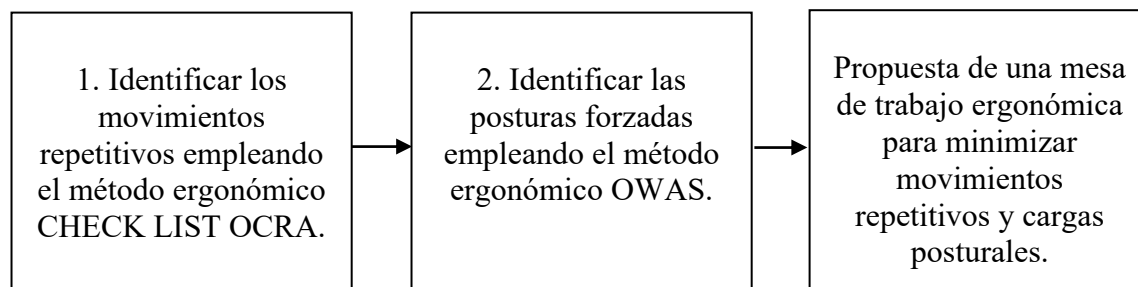 1. Identificar los
movimientos
repetitivos empleando
el método ergonómico
CHECK LIST OCRA.
2. Identificar las
posturas forzadas
empleando el método
ergonómico OWAS.
Propuesta de una mesa
de trabajo ergonómica
para minimizar
movimientos
repetitivos y cargas
posturales.